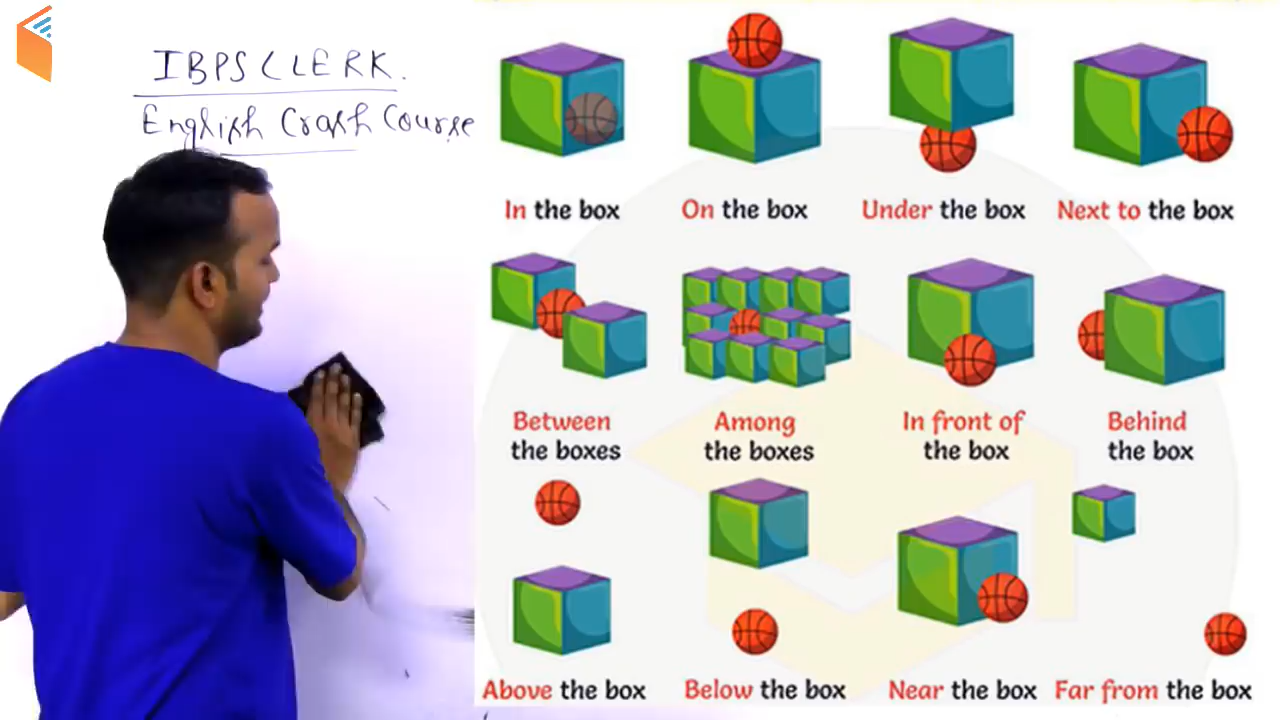 IBPS CLERK.
English Crash Course
In the box
On the box
Under the box
Next to the box
Between
the boxes
Among
the boxes
In front of
the box
Behind
the box
Above the box
Below the box
Near the box
Far from the box